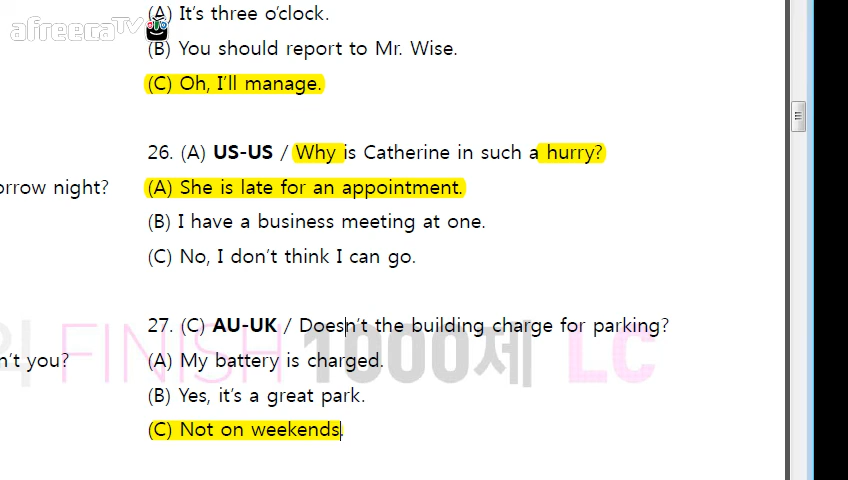 afreecaTV
(A) It's three o'clock.
(B) You should report to Mr. Wise.
(C) Oh, I'll manage.
26. (A) US-US / Why is Catherine in such a hurry?
orrow night?
(A) She is late for an appointment.
(B) I have a business meeting at one.
(C) No, I don't think I can go.
27. (C) AU-UK / Doesn't the building charge for parking?
의 FINISH 1000제 LC
n't you?
(A) My battery is charged.
(B) Yes, it's a great park.
(C) Not on weekends.